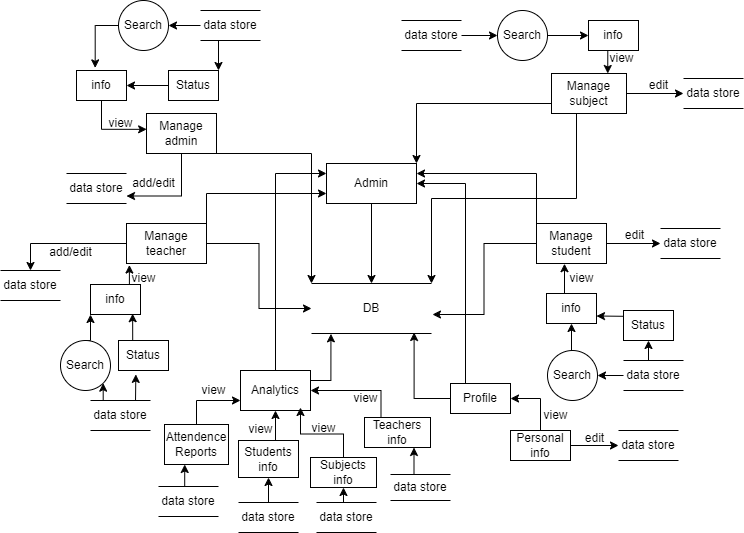 Search
data store
data store
Search
info
view
info
Status
Manage
subject
edit
data store
view
Manage
admin
data store
add/edit
Admin
Manage
teacher
add/edit
data store
view
info
Search
Status
data store
DB
Manage
student
edit
data store
view
info
Status
Search
data store
Analytics
view
view
view
view
Attendence
Reports
data store
Students
info
data store
Subjects
info
data store
Teachers
info
data store
Profile
view
Personal
info
edit
data store